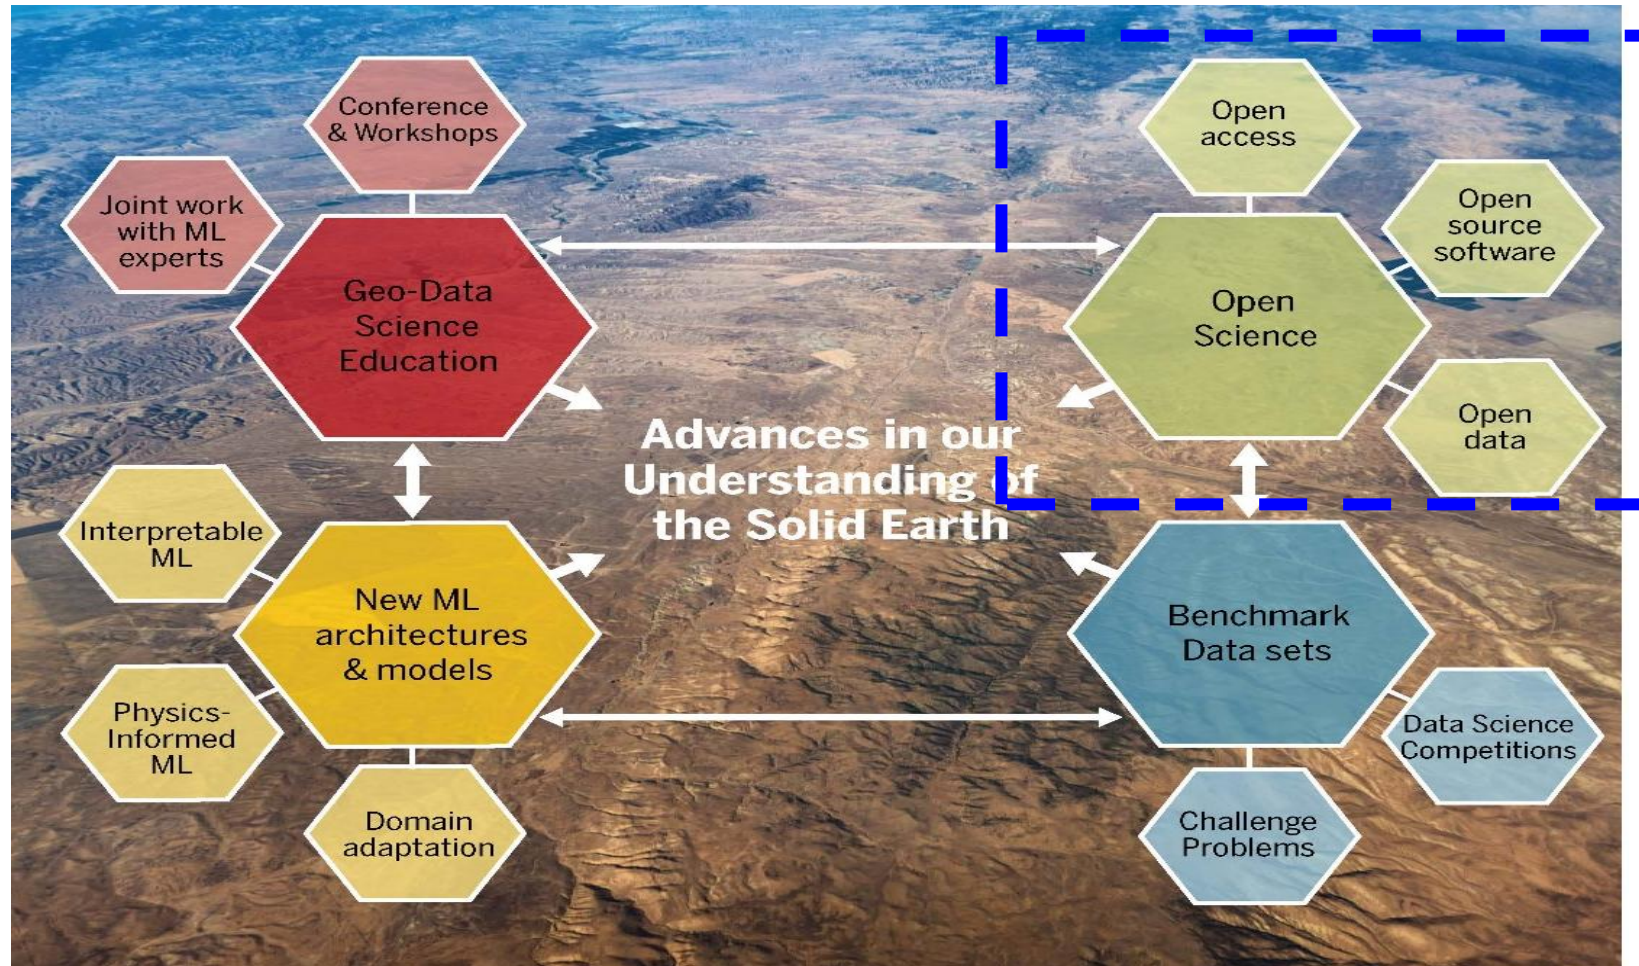 Conference
& Workshops
Joint work
with ML
experts
Geo-Data
Science
Education
Open
access
Open
source
software
Open
Science
Open
data
Advances in our
Understanding of
the Solid Earth
Interpretable
ML
New ML
architectures
& models
Physics-
Informed
ML
Domain
adaptation
Benchmark
Data sets
Data Science
Competitions
Challenge
Problems